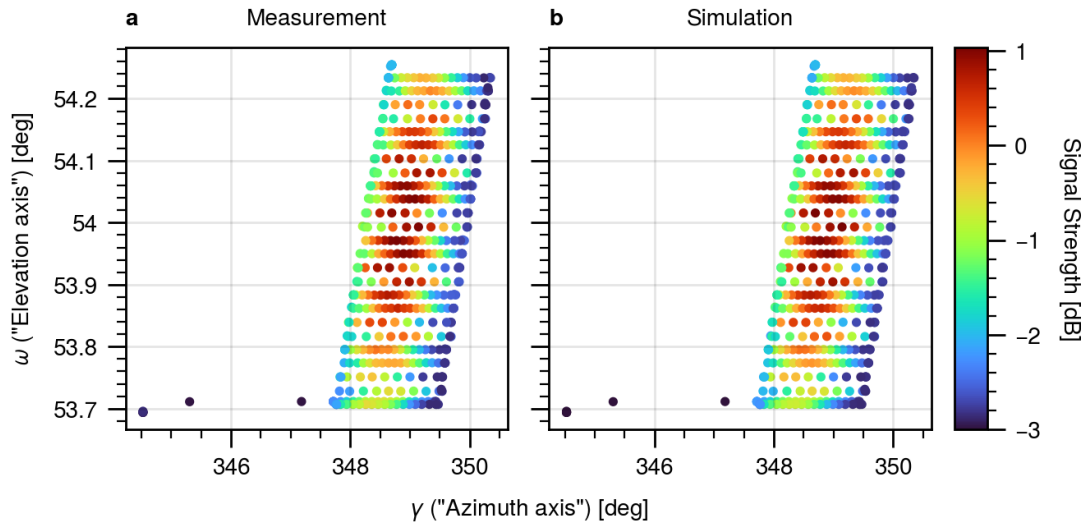 a Measurement
b Simulation
54.2
54.1
54
53.9
53.8
53.7
ω ("Elevation axis") [deg]
346 348 350
346 348 350
γ ("Azimuth axis") [deg]
1
0
−1
−2
−3
Signal Strength [dB]